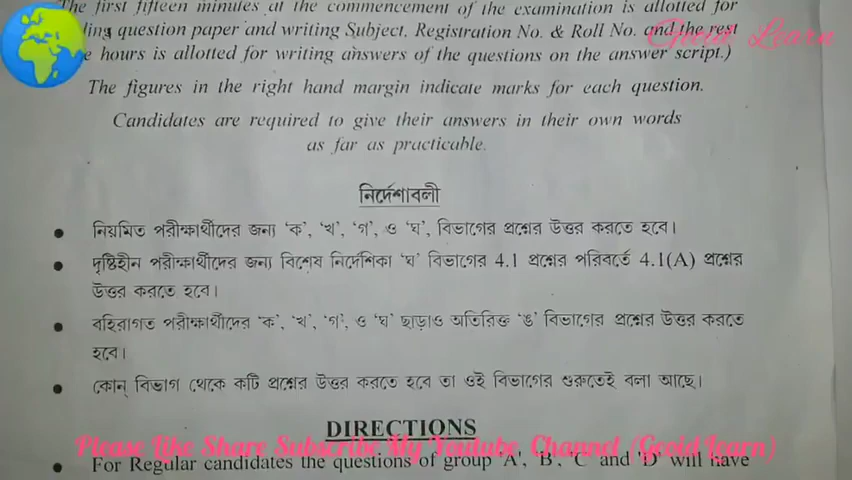 The first fifteen minutes at the commencement of the examination is allotted for
question paper and writing Subject, Registration No. & Roll No. and the rest
hours is allotted for writing answers of the questions on the answer script.)
Geoid Learn
The figures in the right hand margin indicate marks for each question.
Candidates are required to give their answers in their own words
as far as practicable.
নির্দেশাবলী
• নিয়মিত পরীক্ষার্থীদের জন্য ‘ক’, ‘খ’, ‘গ’, ও ‘ঘ’, বিভাগের প্রশ্নের উত্তর করতে হবে।
• দৃষ্টিহীন পরীক্ষার্থীদের জন্য বিশেষ নির্দেশিকা ‘ঘ’ বিভাগের 4.1 প্রশ্নের পরিবর্তে 4.1(A) প্রশ্নের
উত্তর করতে হবে।
• বহিরাগত পরীক্ষার্থীদের ‘ক’, ‘খ’, ‘গ’, ও ‘ঘ’ ছাড়াও অতিরিক্ত ‘ঙ’ বিভাগের প্রশ্নের উত্তর করতে
হবে।
• কোন্ বিভাগ থেকে কটি প্রশ্নের উত্তর করতে হবে তা ওই বিভাগের শুরুতেই বলা আছে।
DIRECTIONS
Please Like Share Subscribe My Youtube Channel (Geoid Learn)
• For Regular candidates the questions of group 'A', 'B', 'C' and 'D' will have